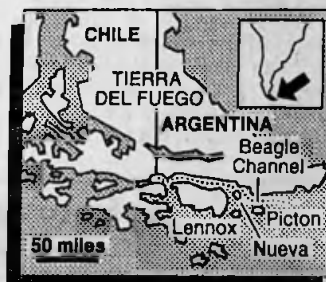 CHILE
TIERRA
DEL FUEGO
ARGENTINA
Beagle
Channel
Lennox
Picton
Nueva
50 miles